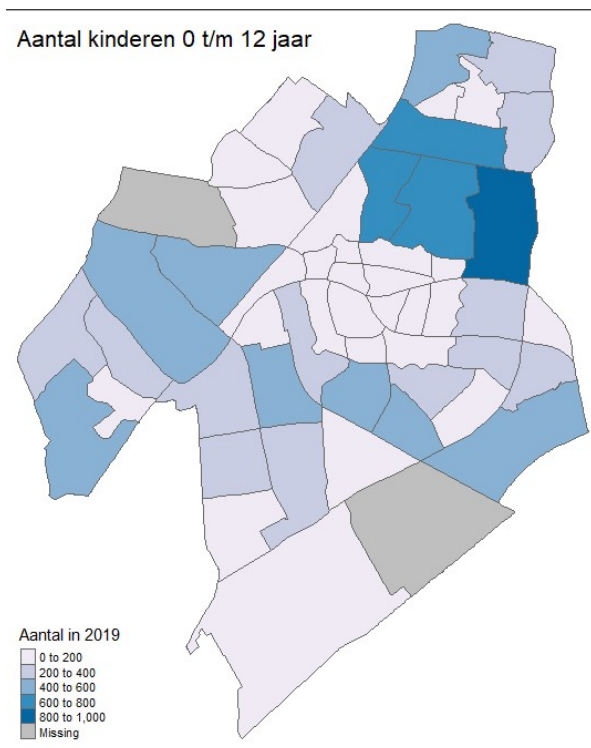 Aantal kinderen 0 t/m 12 jaar
Aantal in 2019
0 to 200
200 to 400
400 to 600
600 to 800
800 to 1,000
Missing